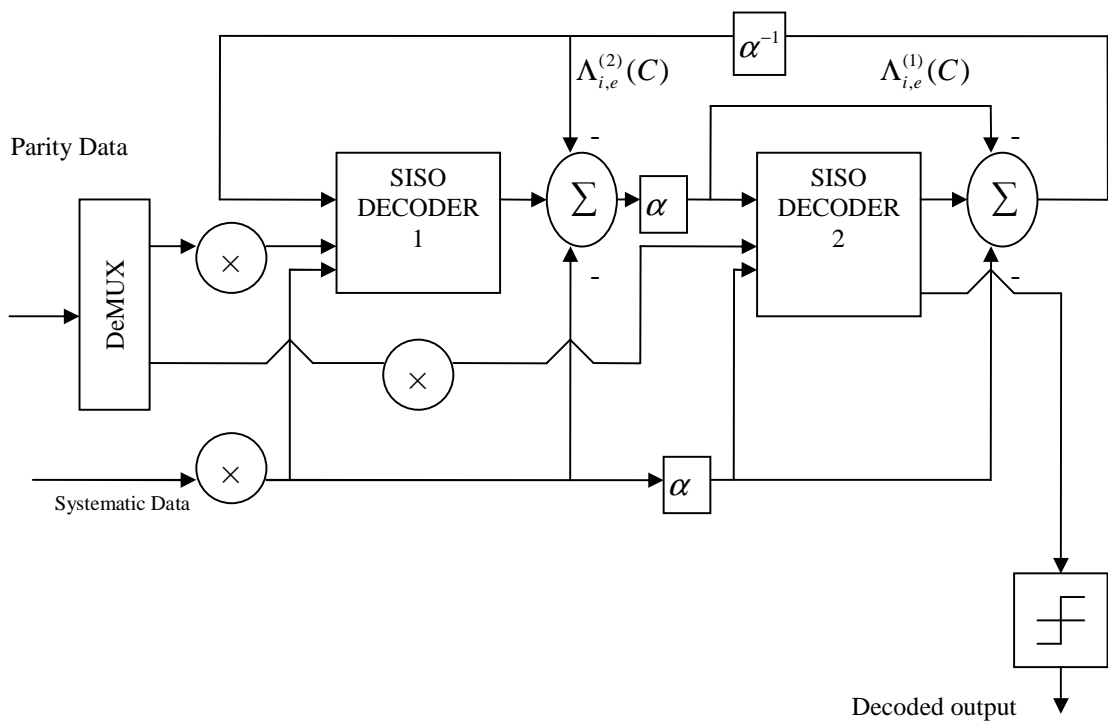 α⁻¹
Λ_{i,e}^{(2)}(C)
Λ_{i,e}^{(1)}(C)
-
-
Parity Data
SISO
DECODER
1
Σ
α
SISO
DECODER
2
Σ
×
-
-
DeMUX
×
×
α
Systematic Data
Decoded output